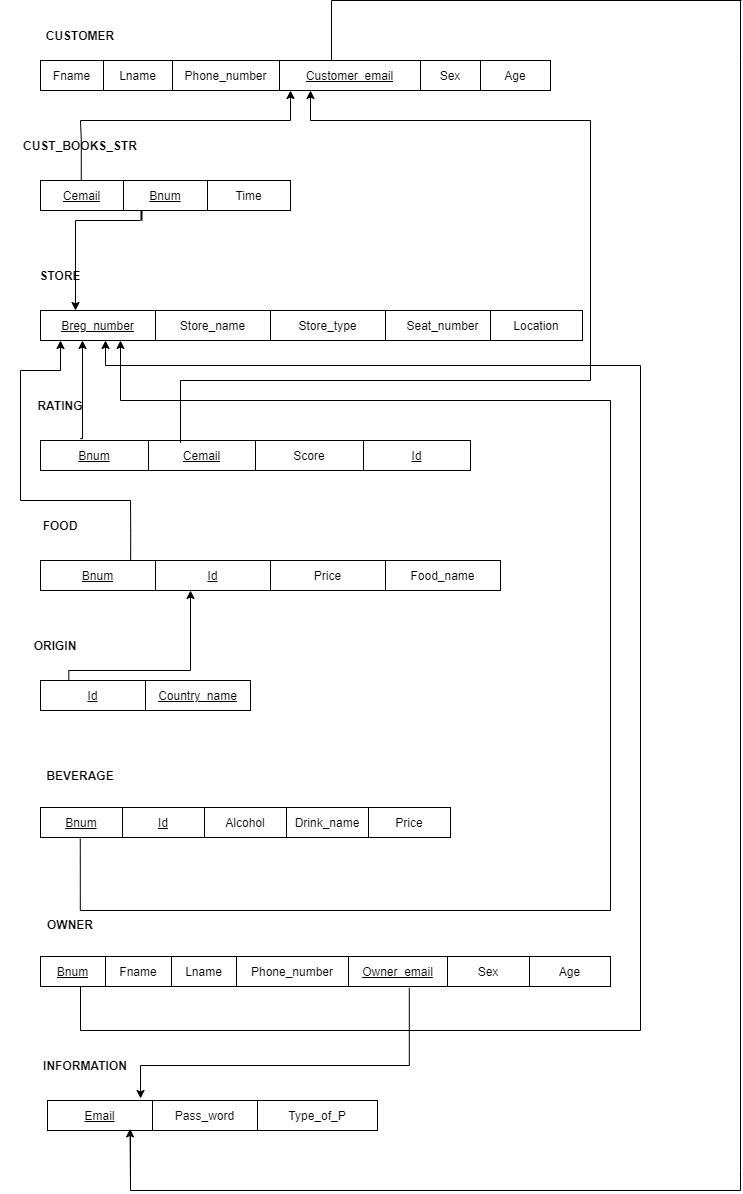 CUSTOMER
Fname Lname Phone_number Customer_email Sex Age
CUST_BOOKS_STR
Cemail Bnum Time
STORE
Breg_number Store_name Store_type Seat_number Location
RATING
Bnum Cemail Score Id
FOOD
Bnum Id Price Food_name
ORIGIN
Id Country_name
BEVERAGE
Bnum Id Alcohol Drink_name Price
OWNER
Bnum Fname Lname Phone_number Owner_email Sex Age
INFORMATION
Email Pass_word Type_of_P